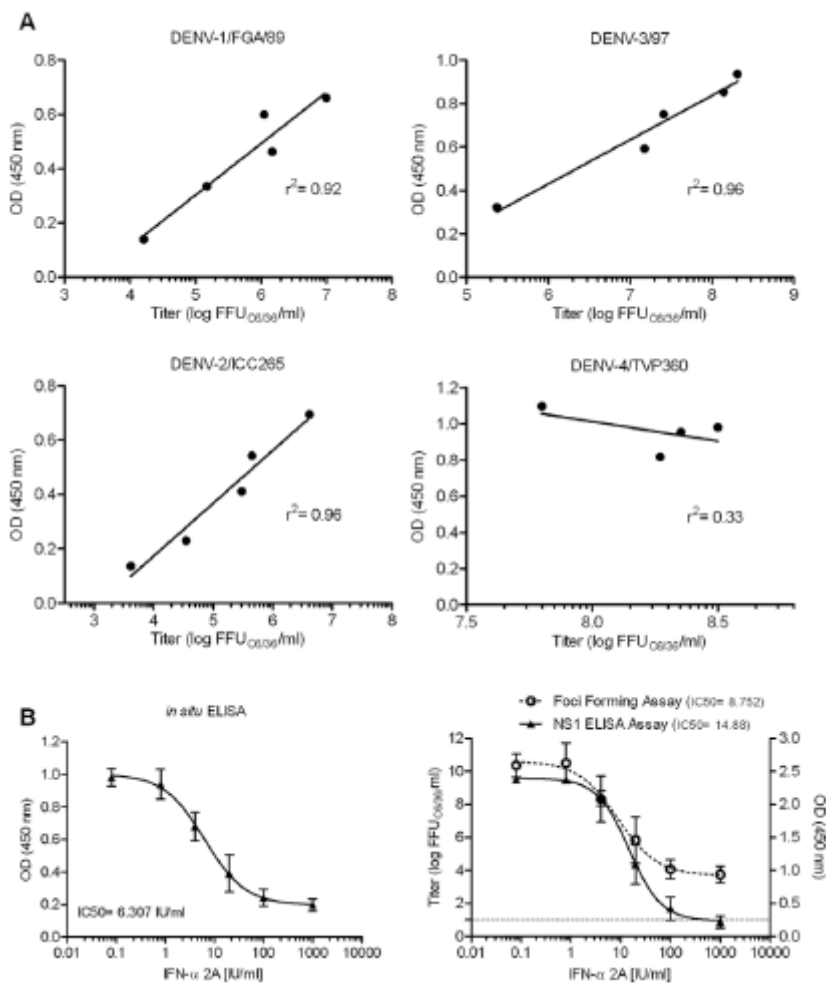 A
DENV-1/FGA/89
0.8
0.6
0.4
0.2
0.0
OD (450 nm)
r²= 0.92
3 4 5 6 7 8
Titer (log FFU C6/36/ml)
DENV-3/97
1.0
0.8
0.6
0.4
0.2
0.0
OD (450 nm)
r²= 0.96
5 6 7 8 9
Titer (log FFU C6/36/ml)
DENV-2/ICC265
0.8
0.6
0.4
0.2
0.0
OD (450 nm)
r²= 0.96
3 4 5 6 7 8
Titer (log FFU C6/36/ml)
DENV-4/TVP360
1.2
1.0
0.8
0.6
0.4
0.2
0.0
OD (450 nm)
r²= 0.33
7.5 8.0 8.5
Titer (log FFU C6/36/ml)
B
in situ ELISA
1.2
1.0
0.8
0.6
0.4
0.2
0.0
OD (450 nm)
IC50= 6.307 IU/ml
0.01 0.1 1 10 100 1000 10000
IFN-α 2A [IU/ml]
Foci Forming Assay (IC50= 8.752)
NS1 ELISA Assay (IC50= 14.88)
12
10
8
6
4
2
0
Titer (log FFU C6/36/ml)
3.0
2.5
2.0
1.5
1.0
0.5
0.0
OD (450 nm)
0.01 0.1 1 10 100 1000 10000
IFN-α 2A [IU/ml]